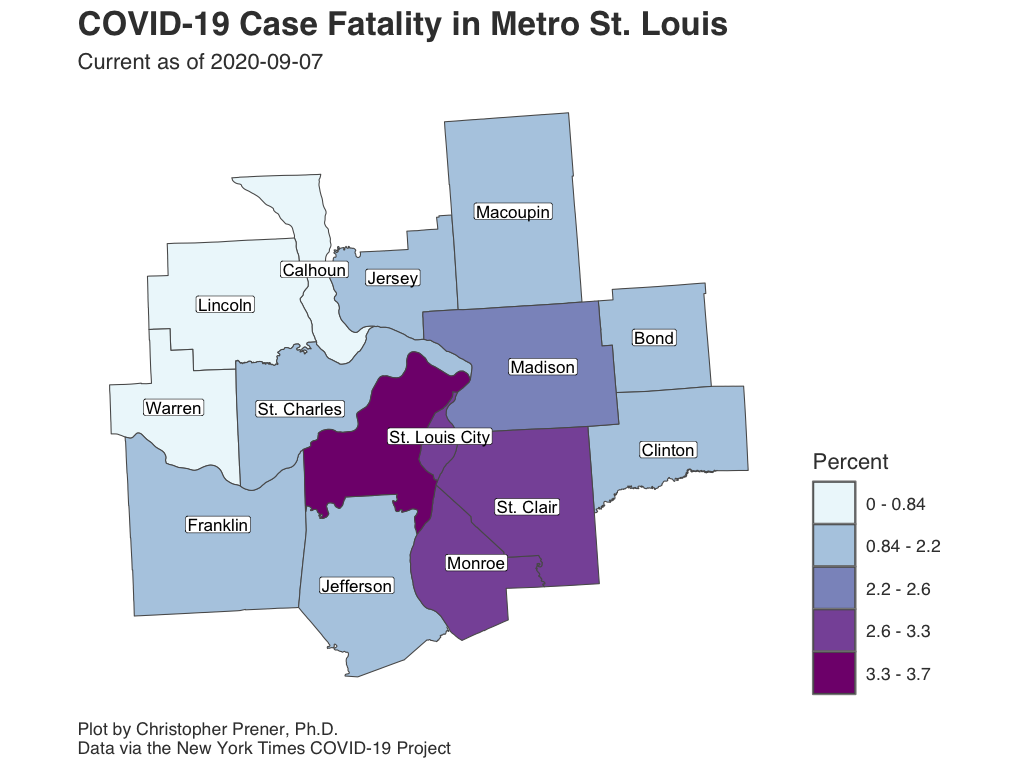 COVID-19 Case Fatality in Metro St. Louis
Current as of 2020-09-07
Macoupin
Calhoun
Jersey
Lincoln
Bond
Madison
Warren
St. Charles
St. Louis City
Clinton
St. Clair
Franklin
Monroe
Jefferson
Percent
0 - 0.84
0.84 - 2.2
2.2 - 2.6
2.6 - 3.3
3.3 - 3.7
Plot by Christopher Prener, Ph.D.
Data via the New York Times COVID-19 Project